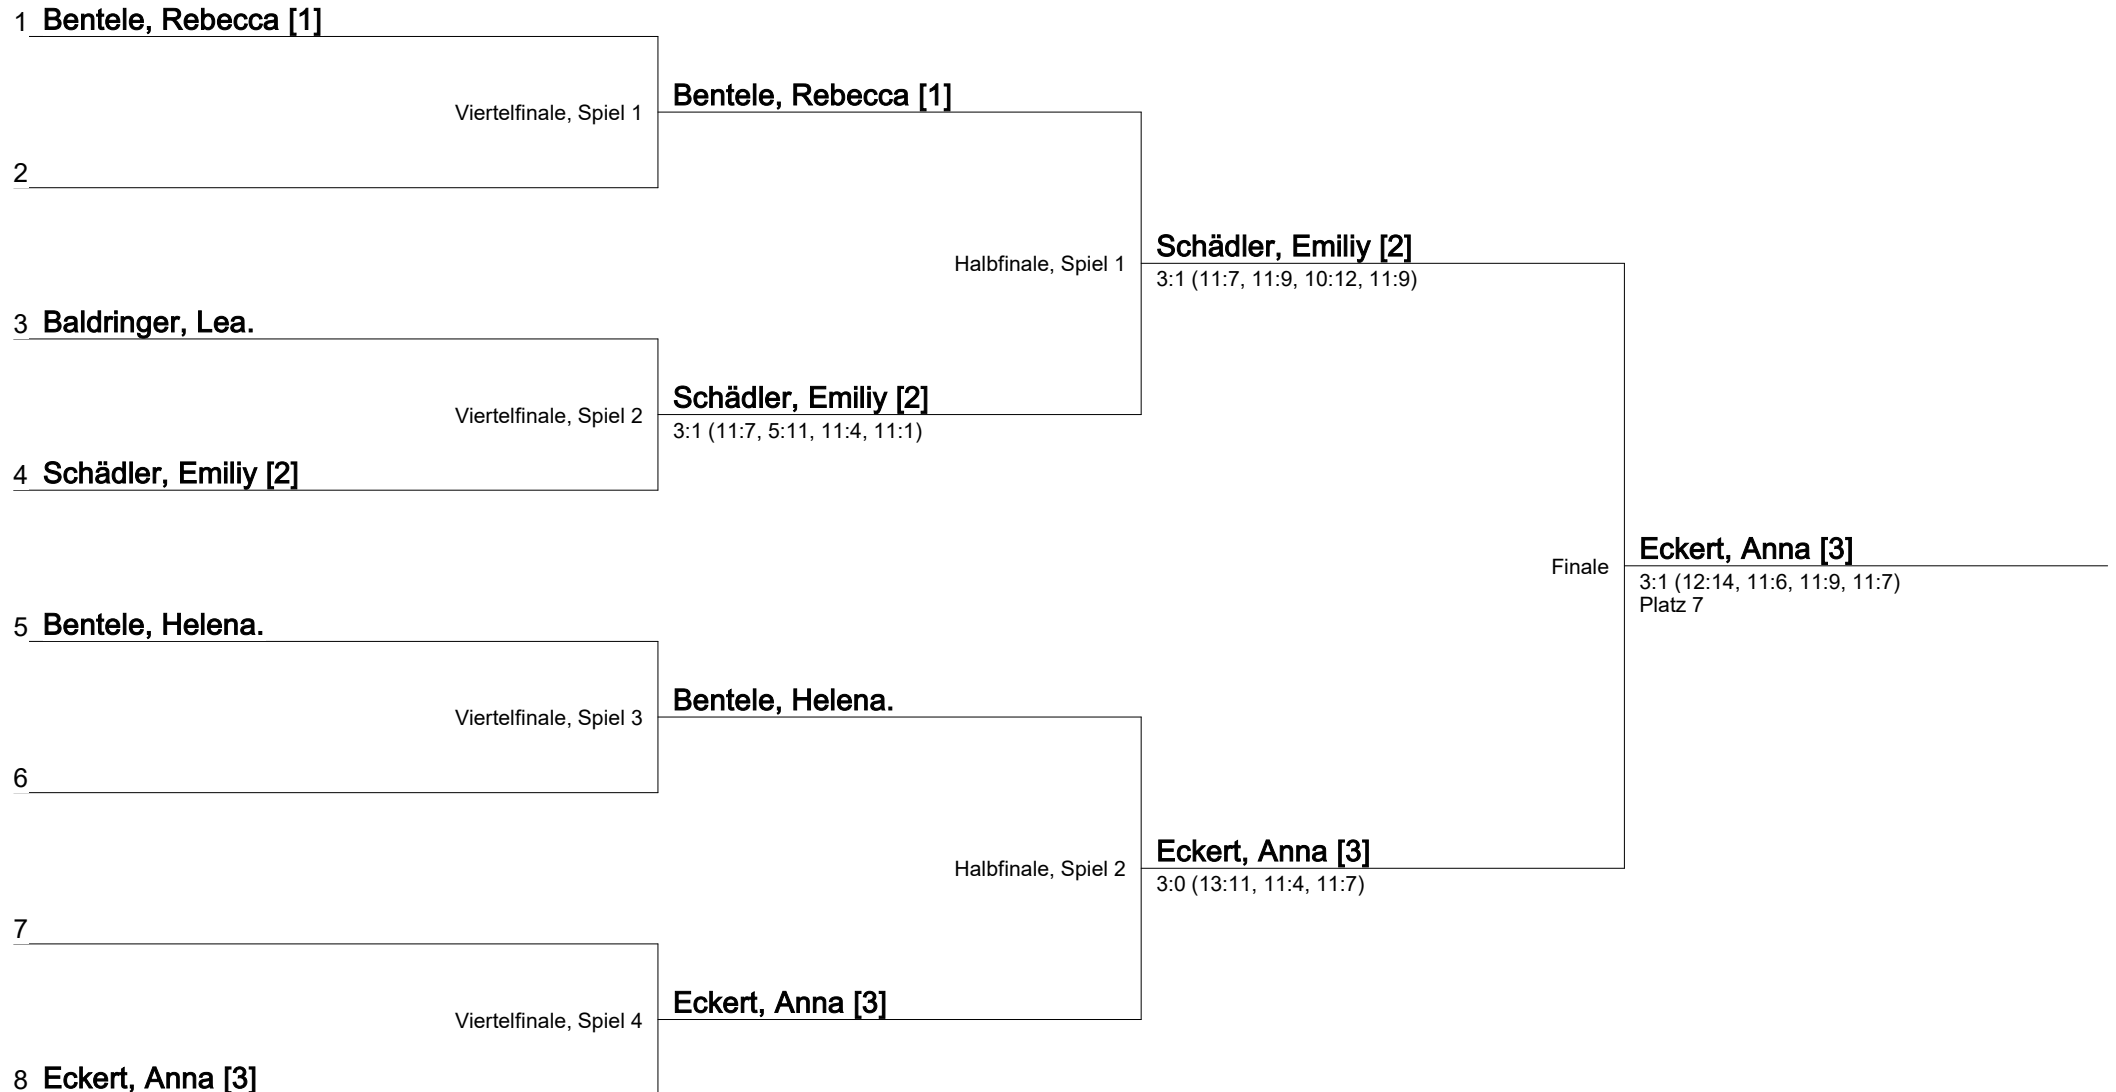 1 Bentele, Rebecca [1]
Bentele, Rebecca [1]
Viertelfinale, Spiel 1
2
Schädler, Emiliy [2]
Halbfinale, Spiel 1
3:1 (11:7, 11:9, 10:12, 11:9)
3 Baldringer, Lea.
Schädler, Emiliy [2]
Viertelfinale, Spiel 2
3:1 (11:7, 5:11, 11:4, 11:1)
4 Schädler, Emiliy [2]
Eckert, Anna [3]
Finale
3:1 (12:14, 11:6, 11:9, 11:7)
Platz 7
5 Bentele, Helena.
Bentele, Helena.
Viertelfinale, Spiel 3
6
Eckert, Anna [3]
Halbfinale, Spiel 2
3:0 (13:11, 11:4, 11:7)
7
Eckert, Anna [3]
Viertelfinale, Spiel 4
8 Eckert, Anna [3]